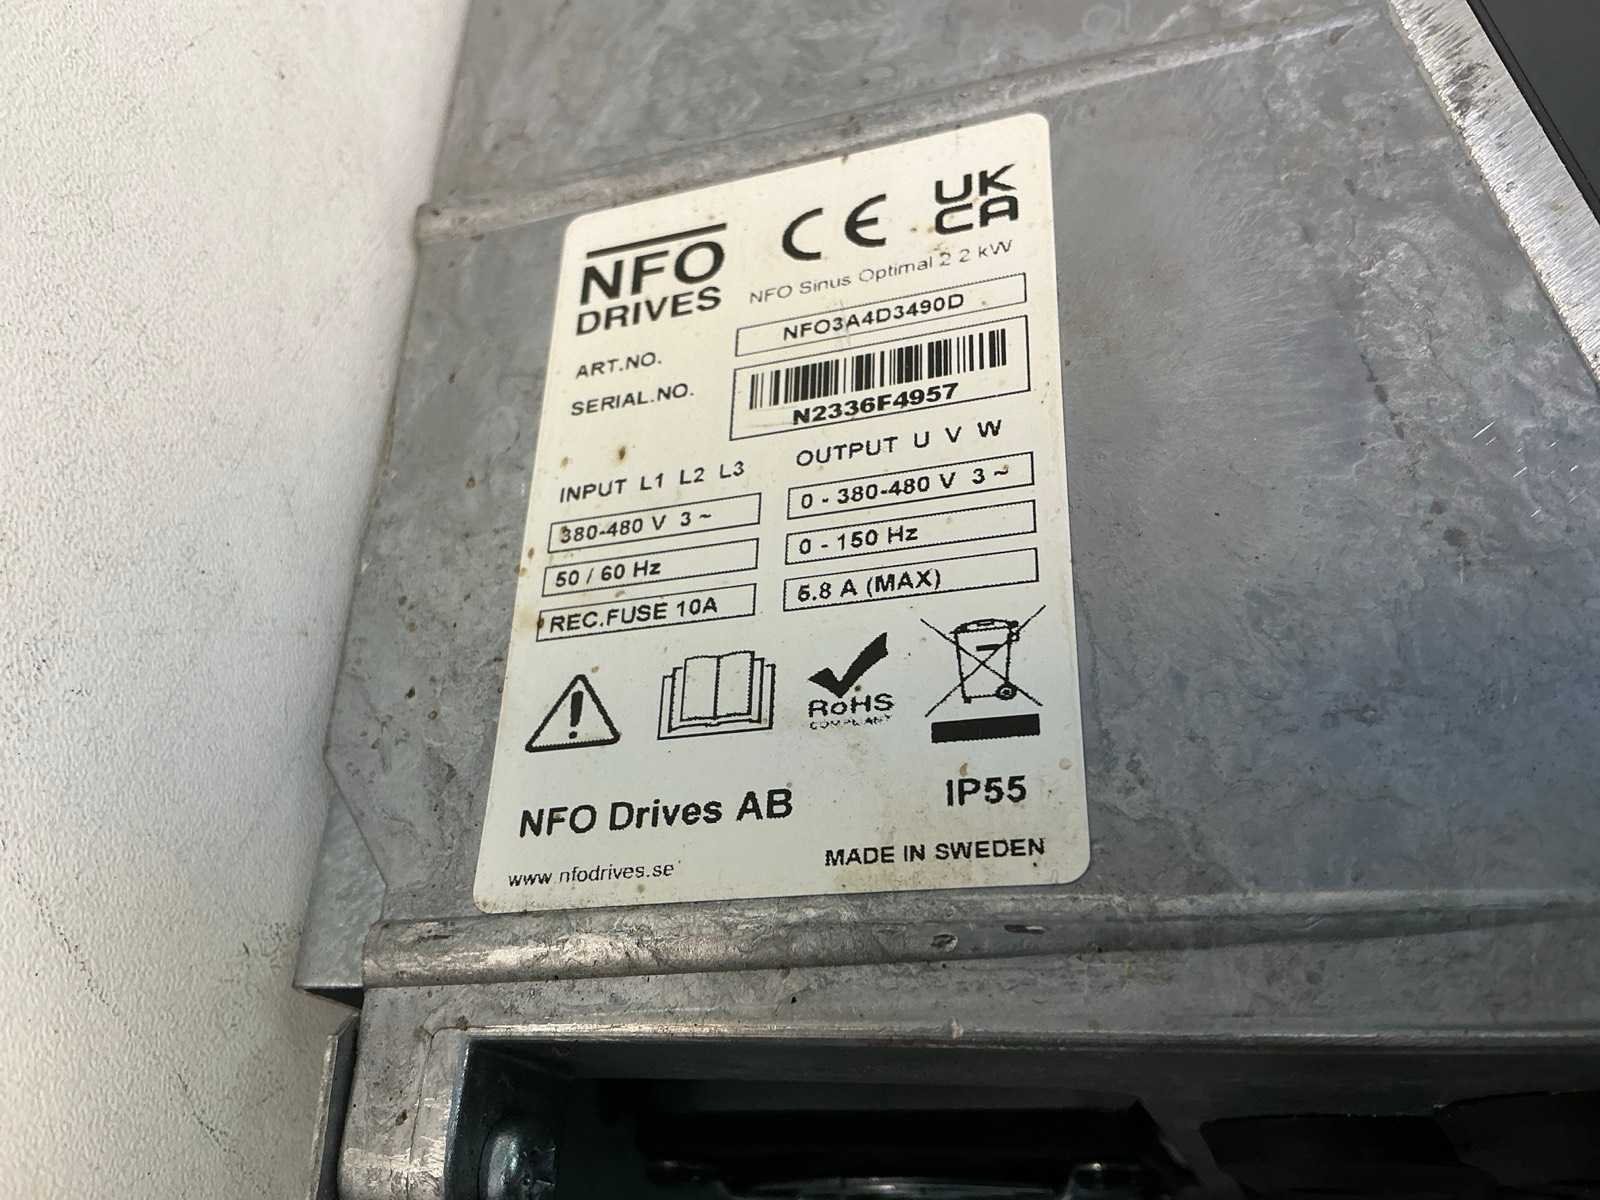 NFO
DRIVES
CE
UK
CA
NFO Sinus Optimal 2 2 kW
ART.NO.
NFO3A4D3490D
SERIAL.NO.
N2336F4957
INPUT L1 L2 L3
380-480 V 3 ~
50 / 60 Hz
REC.FUSE 10A
OUTPUT U V W
0 - 380-480 V 3 ~
0 - 150 Hz
5.8 A (MAX)
RoHS
COMPLIANT
NFO Drives AB
IP55
www.nfodrives.se
MADE IN SWEDEN